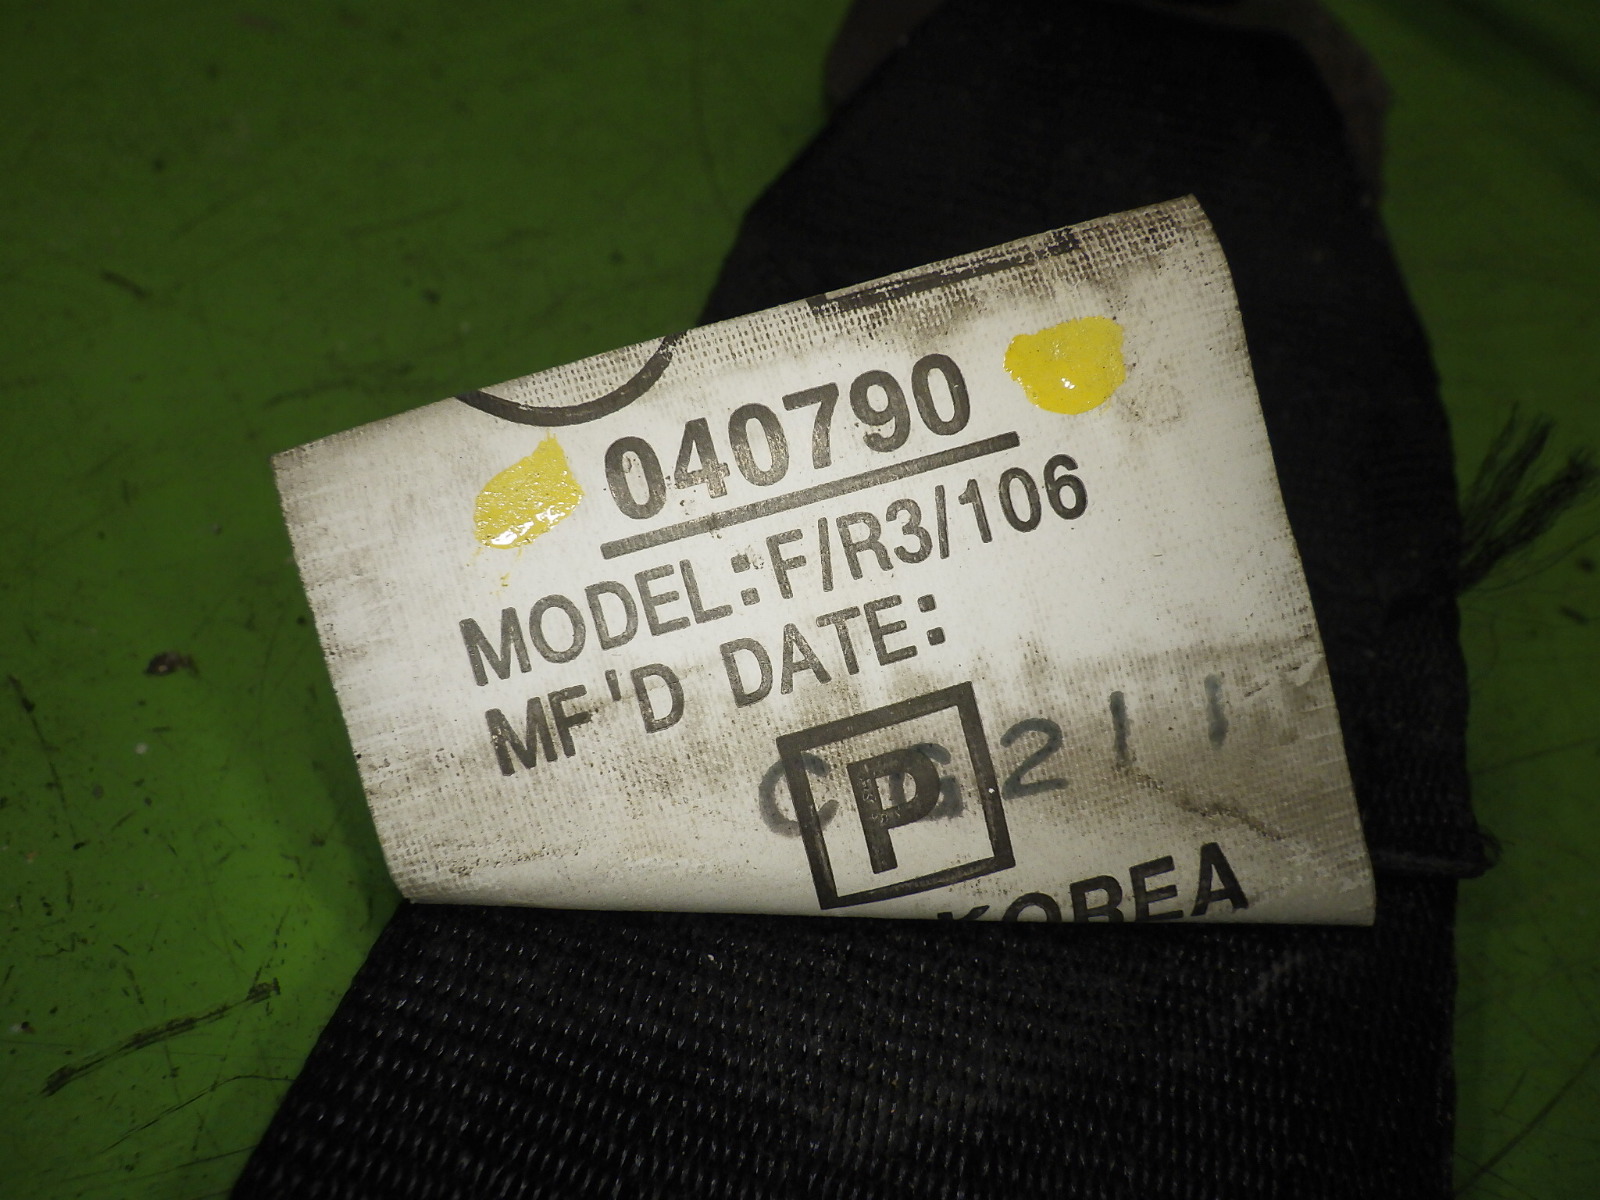 040790
MODEL:F/R3/106
MF'D DATE:
P
KOREA